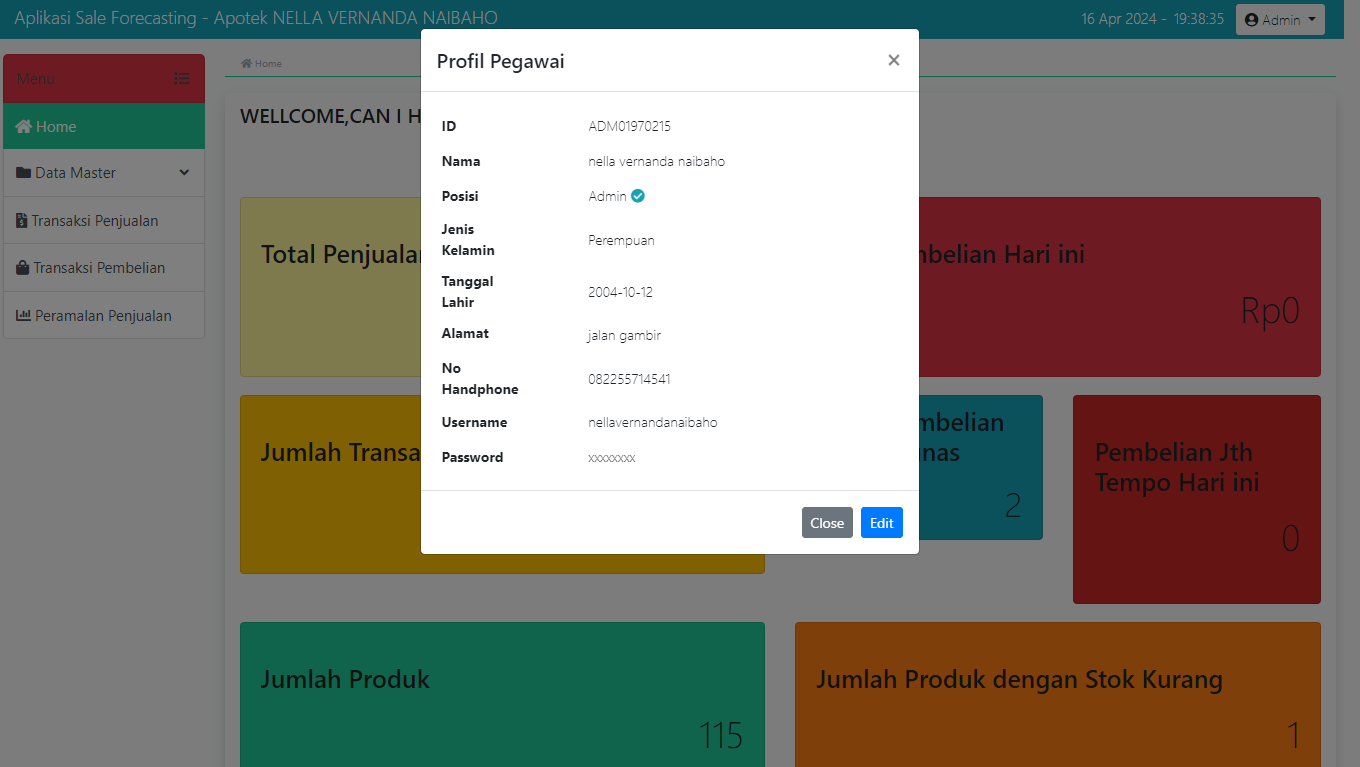 Aplikasi Sale Forecasting - Apotek NELLA VERNANDA NAIBAHO
16 Apr 2024 - 19:38:35
Admin
Menu
Home
Data Master
Transaksi Penjualan
Transaksi Pembelian
Peramalan Penjualan
Home
WELLCOME,CAN I H
Profil Pegawai
×
ID ADM01970215
Nama nella vernanda naibaho
Posisi Admin
Jenis
Kelamin
Perempuan
Tanggal
Lahir
2004-10-12
Alamat jalan gambir
No
Handphone
082255714541
Username nellavernandanaibaho
Password xxxxxxxx
Close Edit
Total Penjualan
mbelian Hari ini
Rp0
Jumlah Transa
mbelian
nas
2
Pembelian Jth
Tempo Hari ini
0
Jumlah Produk
115
Jumlah Produk dengan Stok Kurang
1